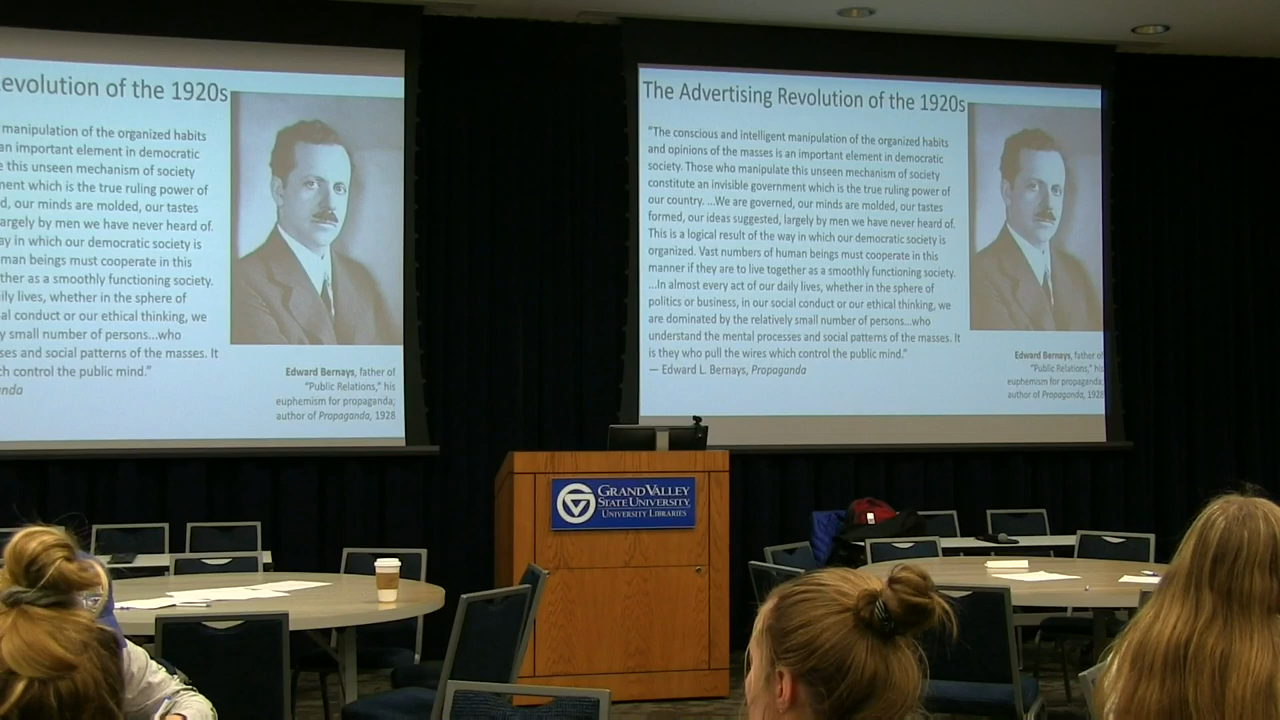 evolution of the 1920s
manipulation of the organized habits
an important element in democratic
this unseen mechanism of society
ment which is the true ruling power of
d, our minds are molded, our tastes
largely by men we have never heard of.
ay in which our democratic society is
man beings must cooperate in this
ther as a smoothly functioning society.
ily lives, whether in the sphere of
al conduct or our ethical thinking, we
y small number of persons...who
ses and social patterns of the masses. It
ch control the public mind."
anda
Edward Bernays, father of
"Public Relations," his
euphemism for propaganda;
author of Propaganda, 1928
The Advertising Revolution of the 1920s
"The conscious and intelligent manipulation of the organized habits
and opinions of the masses is an important element in democratic
society. Those who manipulate this unseen mechanism of society
constitute an invisible government which is the true ruling power of
our country. ...We are governed, our minds are molded, our tastes
formed, our ideas suggested, largely by men we have never heard of.
This is a logical result of the way in which our democratic society is
organized. Vast numbers of human beings must cooperate in this
manner if they are to live together as a smoothly functioning society.
...In almost every act of our daily lives, whether in the sphere of
politics or business, in our social conduct or our ethical thinking, we
are dominated by the relatively small number of persons...who
understand the mental processes and social patterns of the masses. It
is they who pull the wires which control the public mind."
— Edward L. Bernays, Propaganda
Edward Bernays, father of
"Public Relations," his
euphemism for propaganda;
author of Propaganda, 1928
GRAND VALLEY
STATE UNIVERSITY
UNIVERSITY LIBRARIES